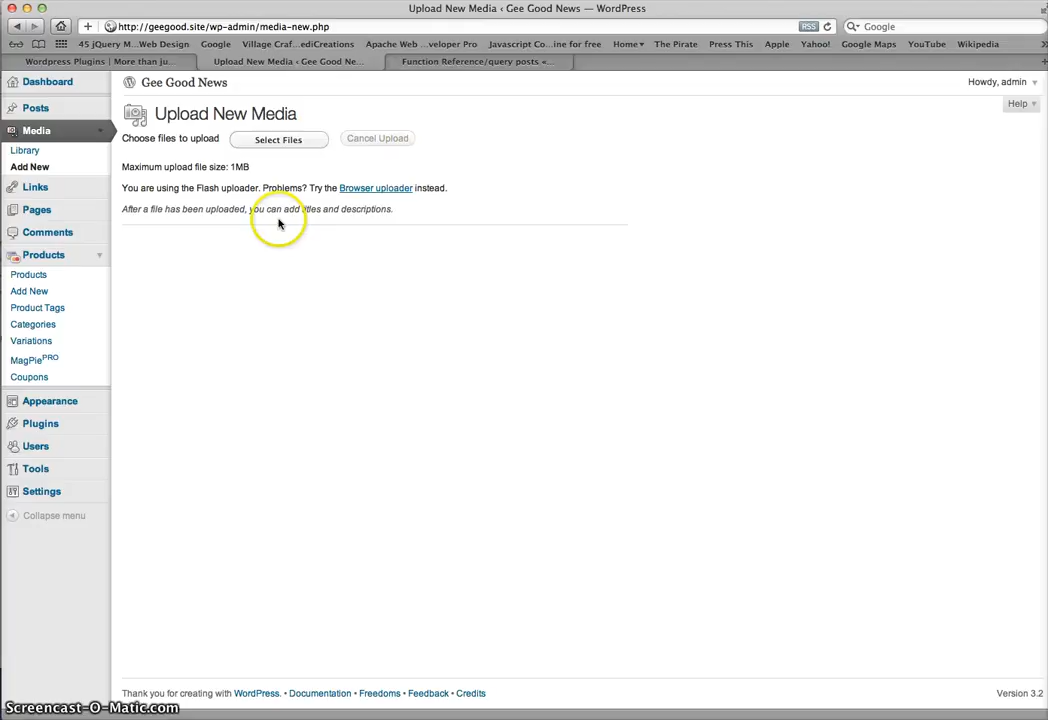 Upload New Media ‹ Gee Good News — WordPress
http://geegood.site/wp-admin/media-new.php
RSS
Google
45 jQuery M...Web Design
Google
Village Craf...ediCreations
Apache Web ...veloper Pro
Javascript Co...ine for free
Home
The Pirate
Press This
Apple
Yahoo!
Google Maps
YouTube
Wikipedia
Wordpress Plugins | More than ju...
Upload New Media ‹ Gee Good Ne...
Function Reference/query posts «...
Dashboard
Posts
Media
Library
Add New
Links
Pages
Comments
Products
Products
Add New
Product Tags
Categories
Variations
MagPiePRO
Coupons
Appearance
Plugins
Users
Tools
Settings
Collapse menu
Gee Good News
Howdy, admin
Help
Upload New Media
Choose files to upload
Select Files
Cancel Upload
Maximum upload file size: 1MB
You are using the Flash uploader. Problems? Try the Browser uploader instead.
After a file has been uploaded, you can add titles and descriptions.
Thank you for creating with WordPress. • Documentation • Freedoms • Feedback • Credits
Version 3.2
Screencast-O-Matic.com